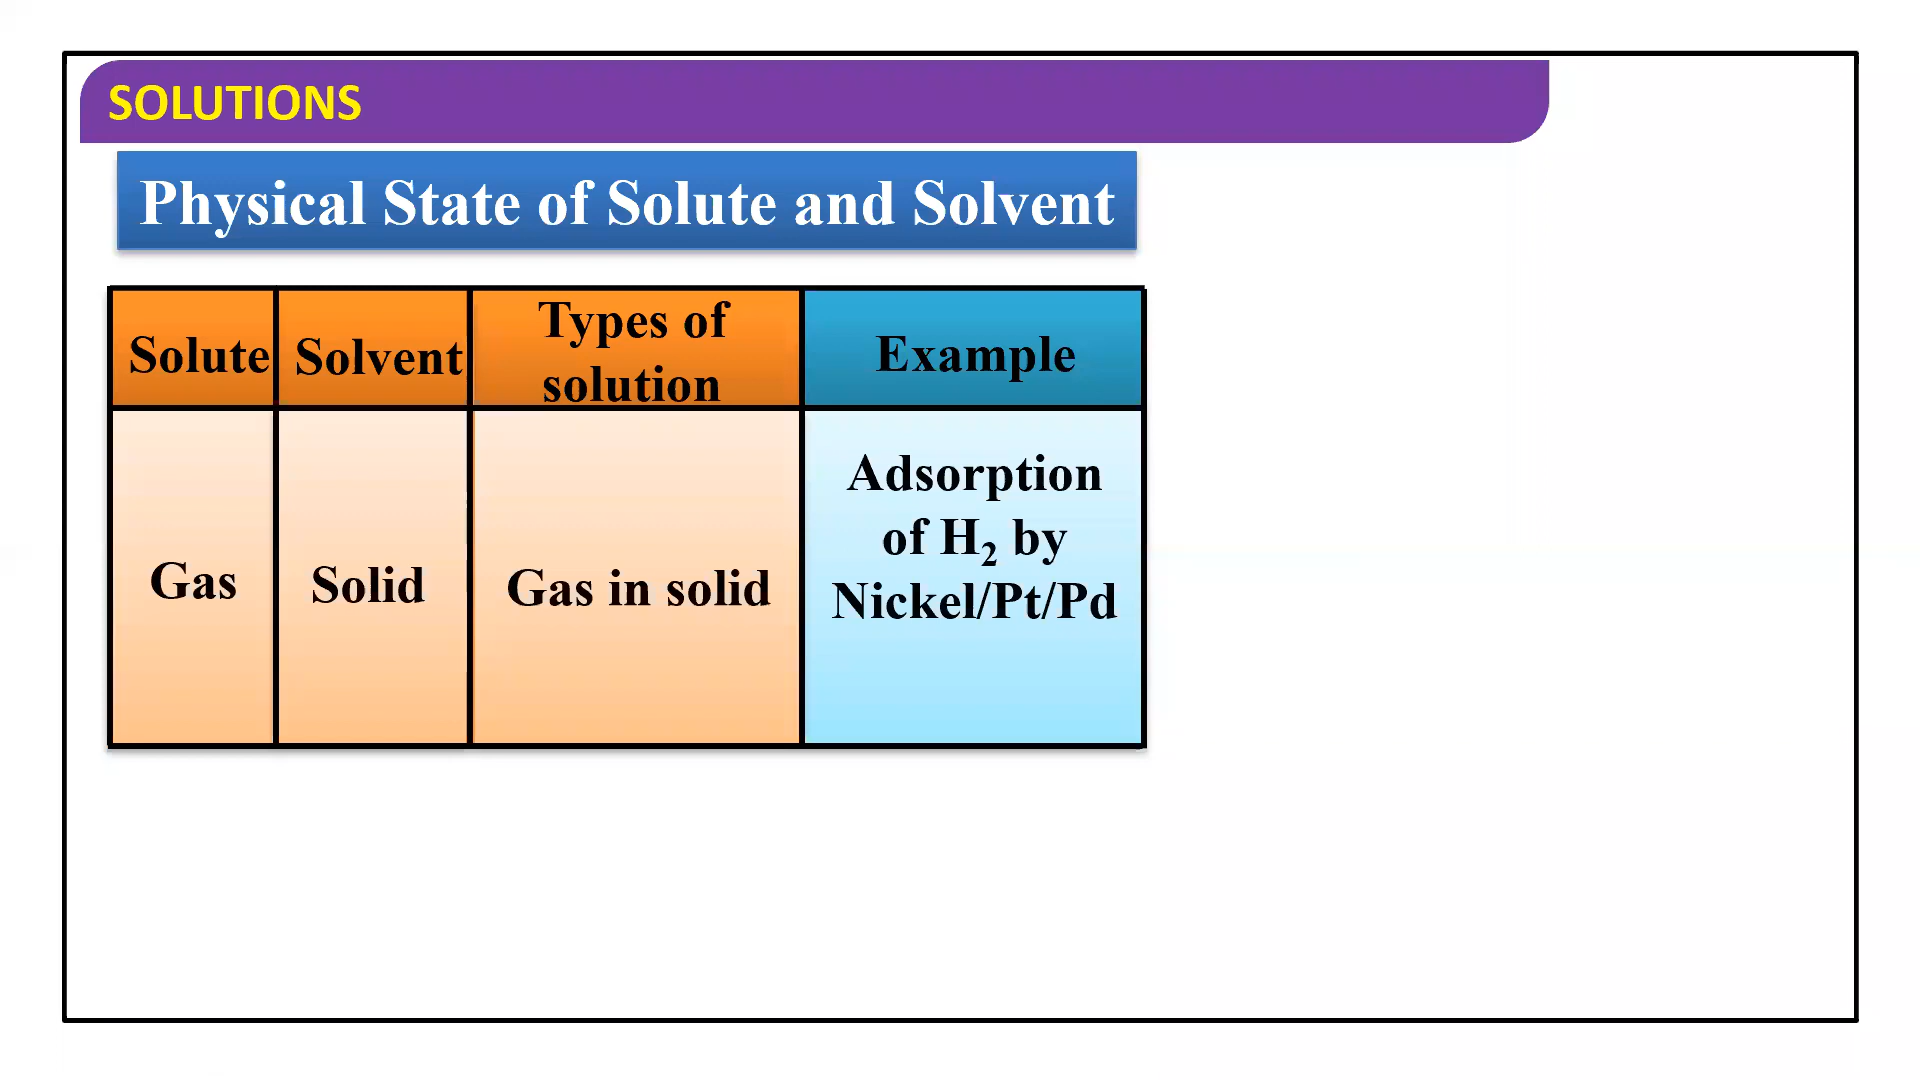 SOLUTIONS
Physical State of Solute and Solvent
Solute
Solvent
Types of
solution
Example
Gas
Solid
Gas in solid
Adsorption
of H₂ by
Nickel/Pt/Pd